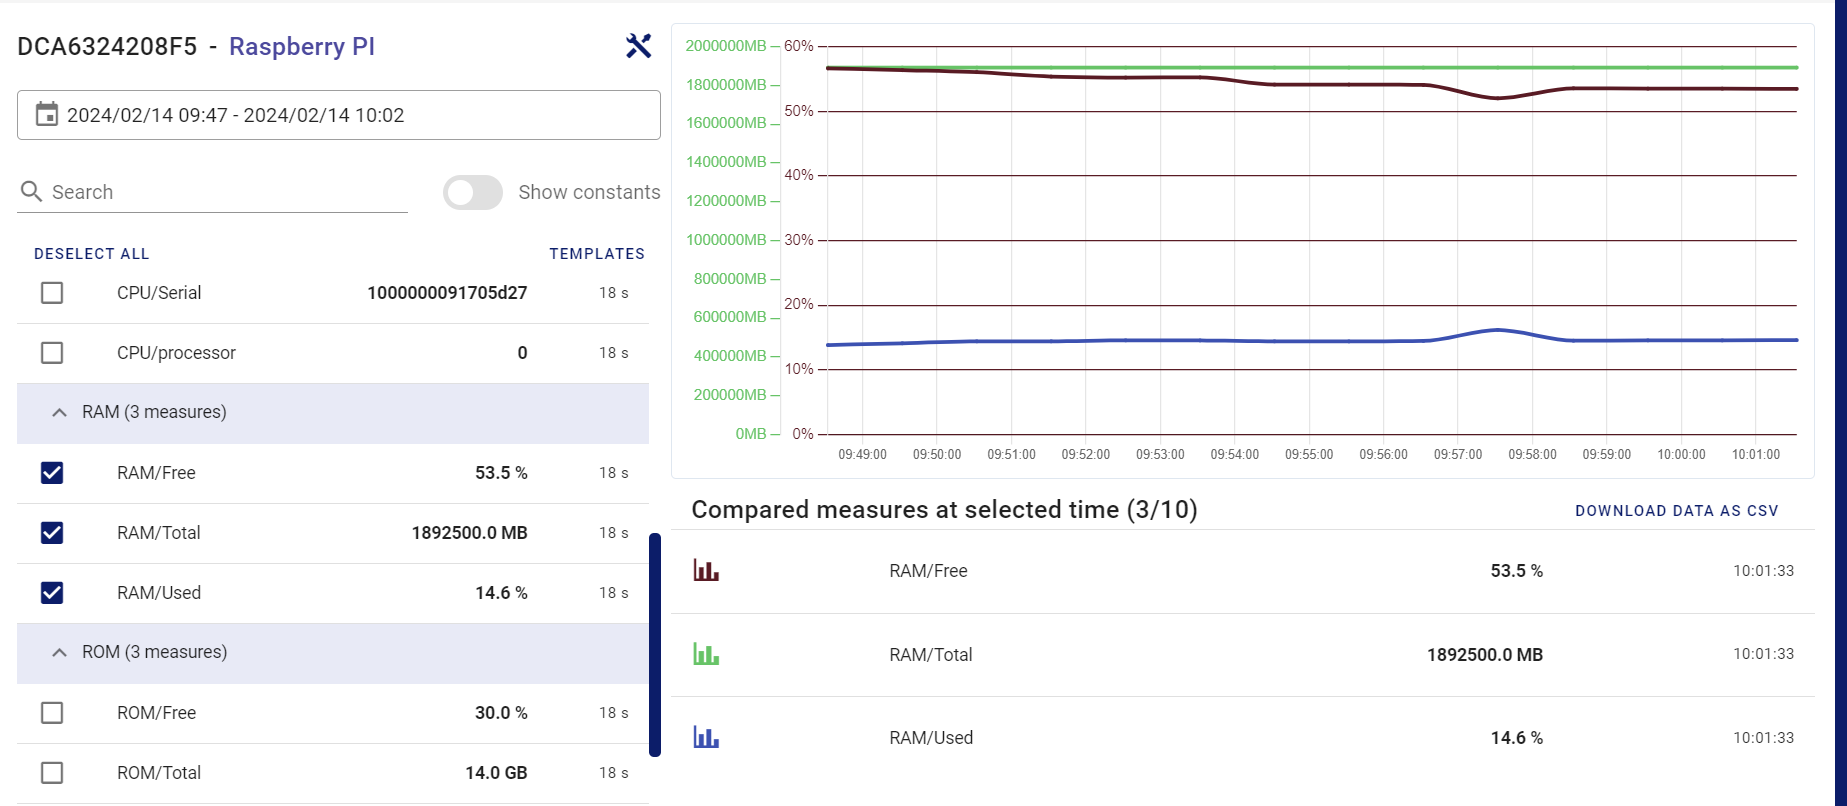 DCA6324208F5 - Raspberry PI
2024/02/14 09:47 - 2024/02/14 10:02
Search
Show constants
DESELECT ALL
TEMPLATES
CPU/Serial 1000000091705d27 18 s
CPU/processor 0 18 s
RAM (3 measures)
RAM/Free 53.5 % 18 s
RAM/Total 1892500.0 MB 18 s
RAM/Used 14.6 % 18 s
ROM (3 measures)
ROM/Free 30.0 % 18 s
ROM/Total 14.0 GB 18 s
2000000MB 60%
1800000MB
50%
1600000MB
1400000MB 40%
1200000MB
1000000MB 30%
800000MB
20%
600000MB
400000MB 10%
200000MB
0MB 0%
09:49:00 09:50:00 09:51:00 09:52:00 09:53:00 09:54:00 09:55:00 09:56:00 09:57:00 09:58:00 09:59:00 10:00:00 10:01:00
Compared measures at selected time (3/10)
DOWNLOAD DATA AS CSV
RAM/Free 53.5 % 10:01:33
RAM/Total 1892500.0 MB 10:01:33
RAM/Used 14.6 % 10:01:33